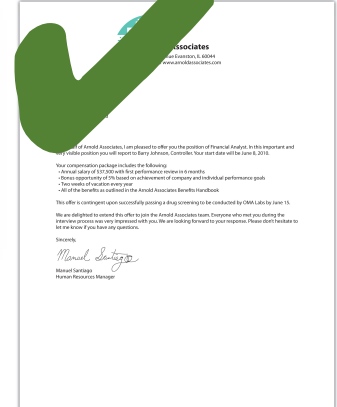 ssociates
ue Evanston, IL 60044
www.arnoldassociates.com
of Arnold Associates, I am pleased to offer you the position of Financial Analyst. In this important and
very visible position you will report to Barry Johnson, Controller. Your start date will be June 8, 2010.
Your compensation package includes the following:
• Annual salary of $37,500 with first performance review in 6 months
• Bonus opportunity of 5% based on achievement of company and individual performance goals
• Two weeks of vacation every year
• All of the benefits as outlined in the Arnold Associates Benefits Handbook
This offer is contingent upon successfully passing a drug screening to be conducted by OMA Labs by June 15.
We are delighted to extend this offer to join the Arnold Associates team. Everyone who met you during the
interview process was very impressed with you. We are looking forward to your response. Please don't hesitate to
let me know if you have any questions.
Sincerely,
Manuel Santiago
Manuel Santiago
Human Resources Manager